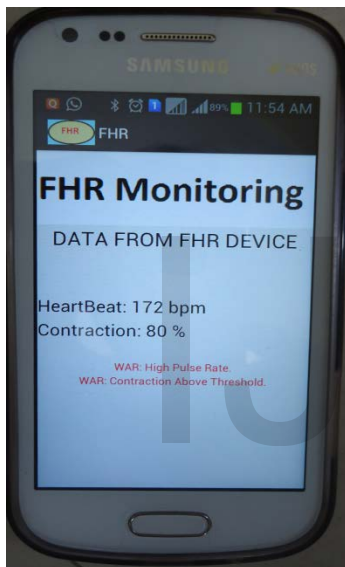 SAMSUNG
89% 11:54 AM
FHR FHR
FHR Monitoring
DATA FROM FHR DEVICE
HeartBeat: 172 bpm
Contraction: 80 %
WAR: High Pulse Rate.
WAR: Contraction Above Threshold.